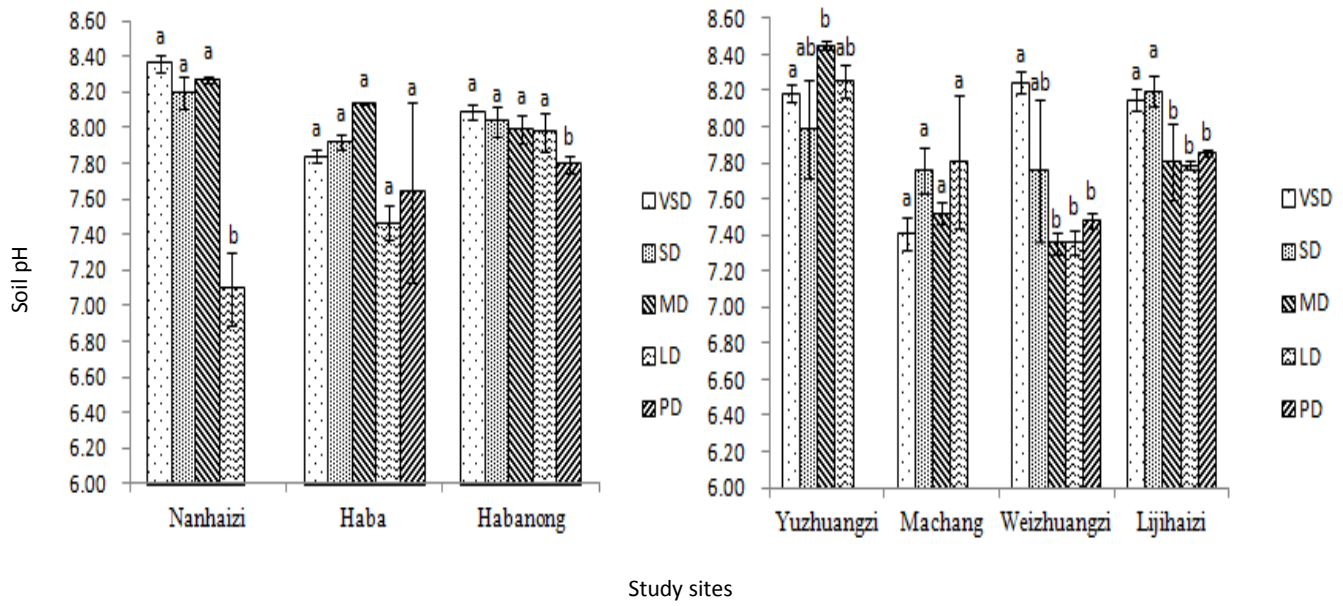 Soil pH
8.60
8.40
8.20
8.00
7.80
7.60
7.40
7.20
7.00
6.80
6.60
6.40
6.20
6.00
a a a b
a a a a a
a a a a b
Nanhaizi Haba Habanong
VSD
SD
MD
LD
PD
8.60
8.40
8.20
8.00
7.80
7.60
7.40
7.20
7.00
6.80
6.60
6.40
6.20
6.00
a ab b ab
a a a a
a ab b b b
a a b b b
Yuzhuangzi Machang Weizhuangzi Lijihaizi
VSD
SD
MD
LD
PD
Study sites